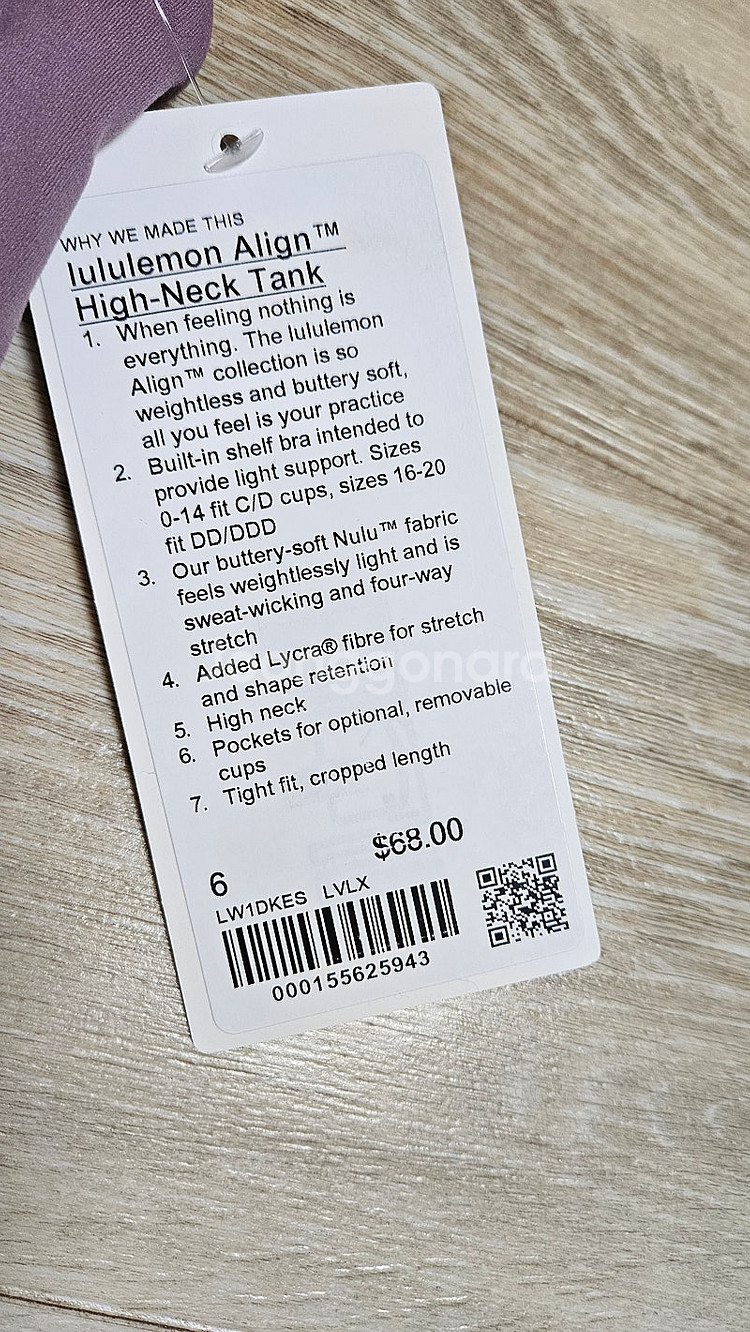 WHY WE MADE THIS
lululemon Align™
High-Neck Tank
1. When feeling nothing is
everything. The lululemon
Align™ collection is so
weightless and buttery soft,
all you feel is your practice
2. Built-in shelf bra intended to
provide light support. Sizes
0-14 fit C/D cups, sizes 16-20
fit DD/DDD
3. Our buttery-soft Nulu™ fabric
feels weightlessly light and is
sweat-wicking and four-way
stretch
4. Added Lycra® fibre for stretch
and shape retention
5. High neck
6. Pockets for optional, removable
cups
7. Tight fit, cropped length
$68.00
6
LW1DKES LVLX
000155625943